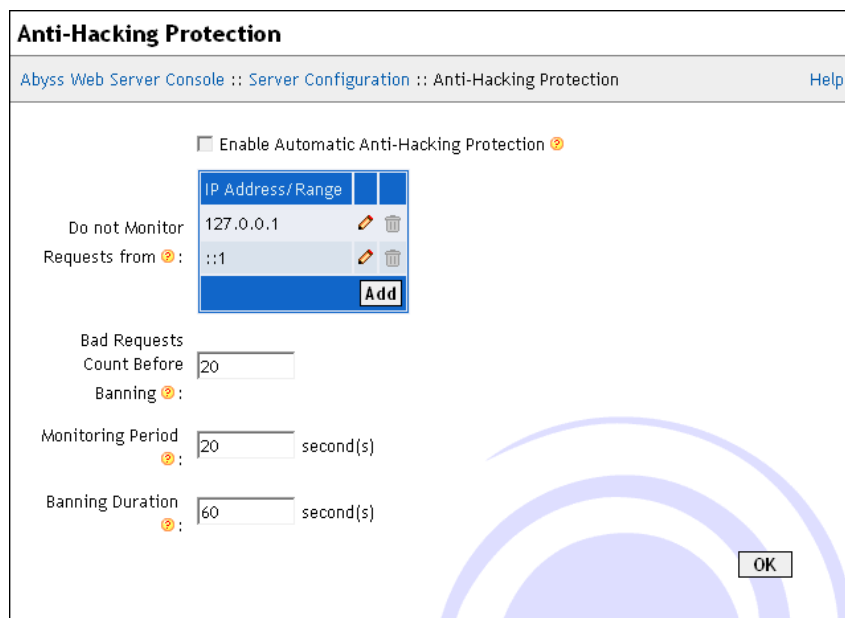 Anti-Hacking Protection
Abyss Web Server Console :: Server Configuration :: Anti-Hacking Protection Help
Enable Automatic Anti-Hacking Protection ?
Do not Monitor
Requests from ? :
IP Address/Range
127.0.0.1
::1
Add
Bad Requests
Count Before
Banning ? :
20
Monitoring Period
? :
20 second(s)
Banning Duration
? :
60 second(s)
OK